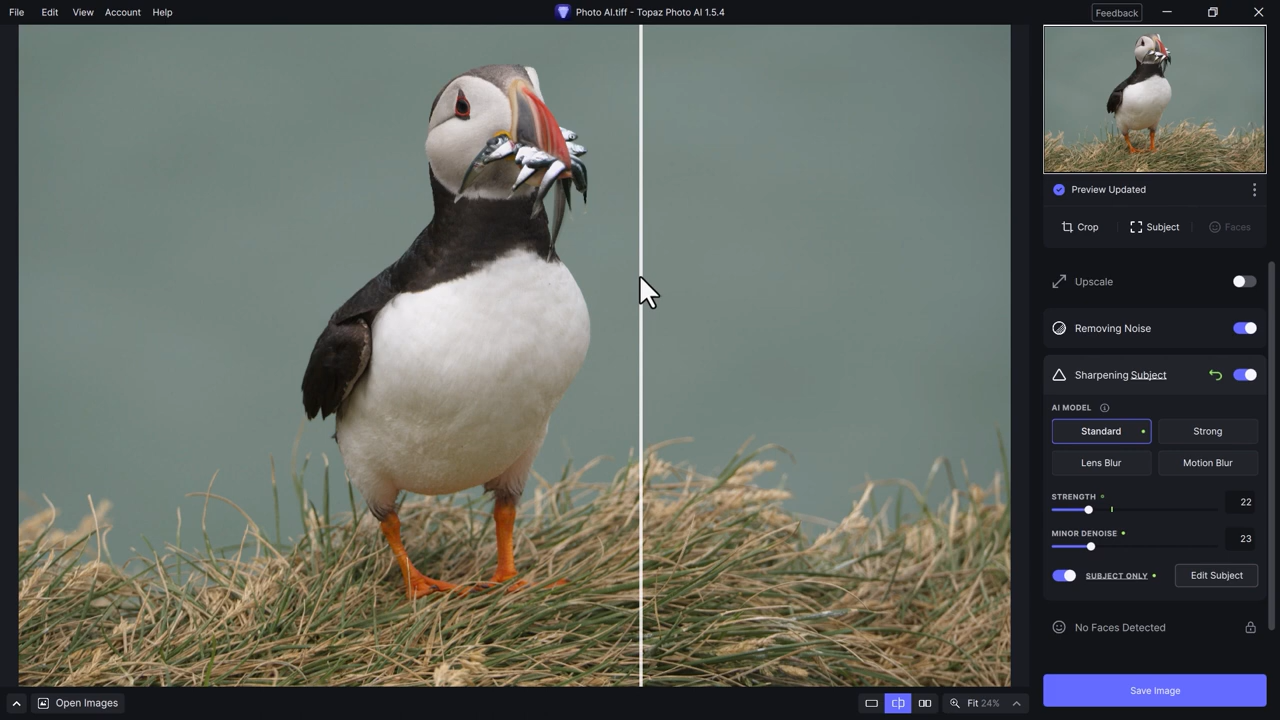 File Edit View Account Help
Photo AI.tiff - Topaz Photo AI 1.5.4
Feedback
Preview Updated
Crop Subject Faces
Upscale
Removing Noise
Sharpening Subject
AI MODEL
Standard Strong
Lens Blur Motion Blur
STRENGTH 22
MINOR DENOISE 23
SUBJECT ONLY Edit Subject
No Faces Detected
Open Images
Fit 24%
Save Image